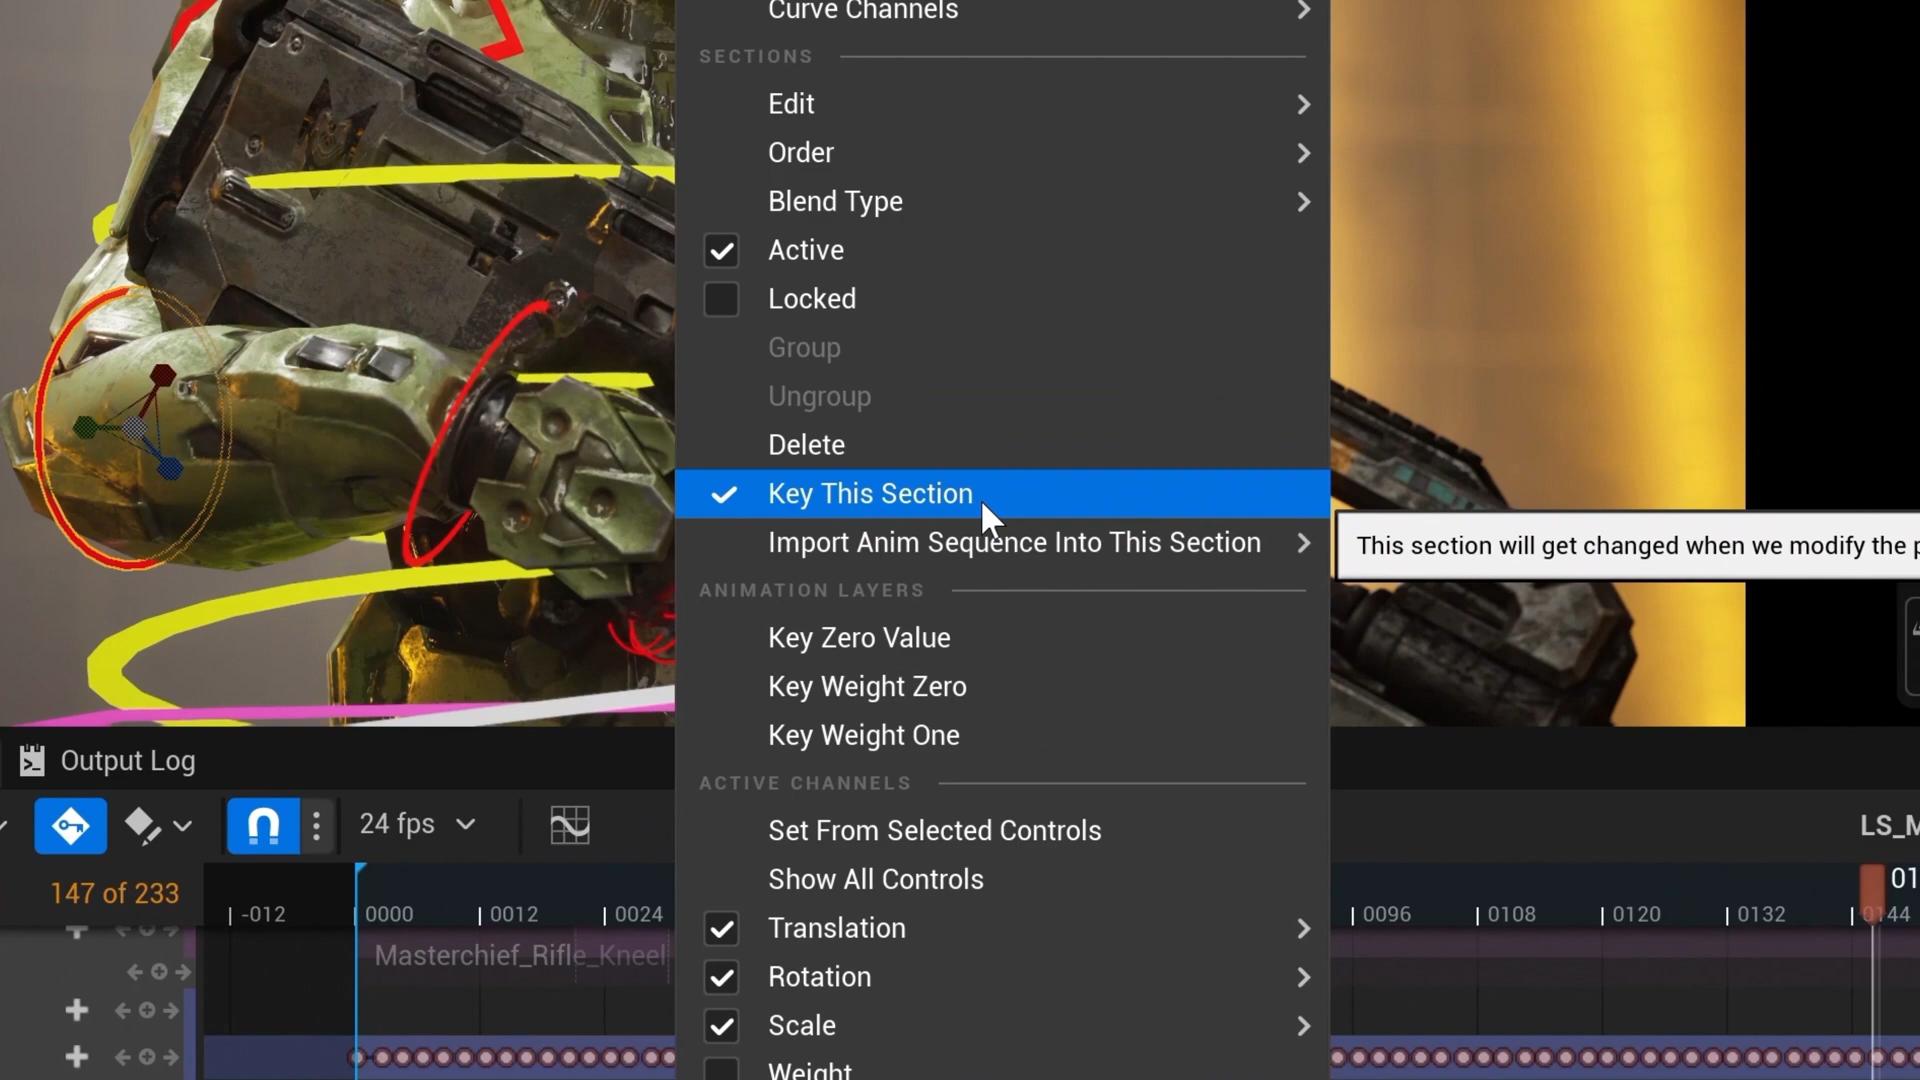 Curve Channels
SECTIONS
Edit
Order
Blend Type
Active
Locked
Group
Ungroup
Delete
Key This Section
Import Anim Sequence Into This Section
This section will get changed when we modify the
ANIMATION LAYERS
Key Zero Value
Key Weight Zero
Key Weight One
ACTIVE CHANNELS
Set From Selected Controls
Show All Controls
Translation
Rotation
Scale
Weight
Output Log
24 fps
LS_M
147 of 233
-012
0000
0012
0024
0096
0108
0120
0132
0144
01
Masterchief_Rifle_Kneel